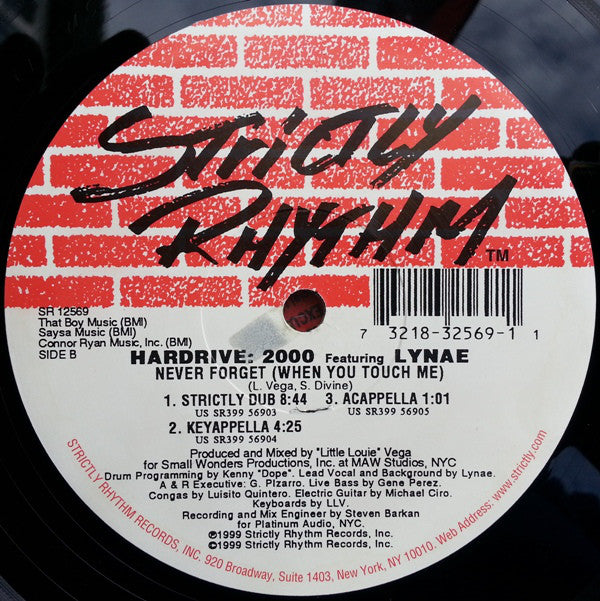 STRICTLY
RHYTHM
TM
SR 12569
That Boy Music (BMI)
Saysa Music (BMI)
Connor Ryan Music, Inc. (BMI)
SIDE B
7 3218-32569-1 1
HARDRIVE: 2000 Featuring LYNAE
NEVER FORGET (WHEN YOU TOUCH ME)
(L. Vega, S. Divine)
1. STRICTLY DUB 8:44 3. ACAPPELLA 1:01
US SR399 56903 US SR399 56905
2. KEYAPPELLA 4:25
US SR399 56904
Produced and Mixed by "Little Louie" Vega
for Small Wonders Productions, Inc. at MAW Studios, NYC
Drum Programming by Kenny "Dope". Lead Vocal and Background by Lynae.
A & R Executive: G. PIzarro. Live Bass by Gene Perez.
Congas by Luisito Quintero. Electric Guitar by Michael Ciro.
Keyboards by LLV.
Recording and Mix Engineer by Steven Barkan
for Platinum Audio, NYC.
℗1999 Strictly Rhythm Records, Inc.
©1999 Strictly Rhythm Records, Inc.
STRICTLY RHYTHM RECORDS, INC. 920 Broadway, Suite 1403, New York, NY 10010. Web Address: www.strictly.com